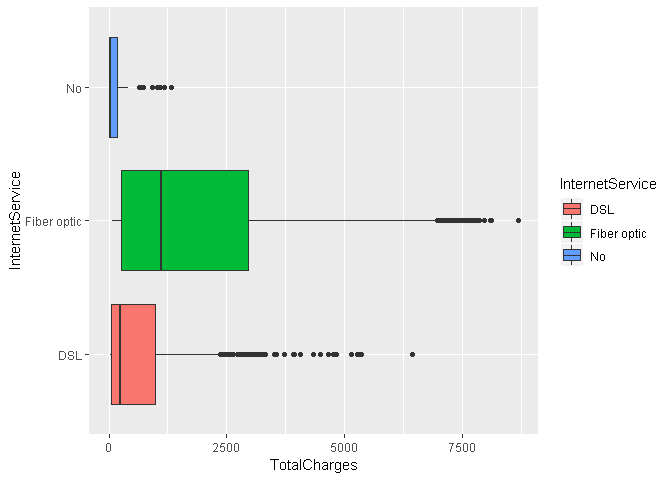 No
Fiber optic
DSL
InternetService
0
2500
5000
7500
TotalCharges
InternetService
DSL
Fiber optic
No